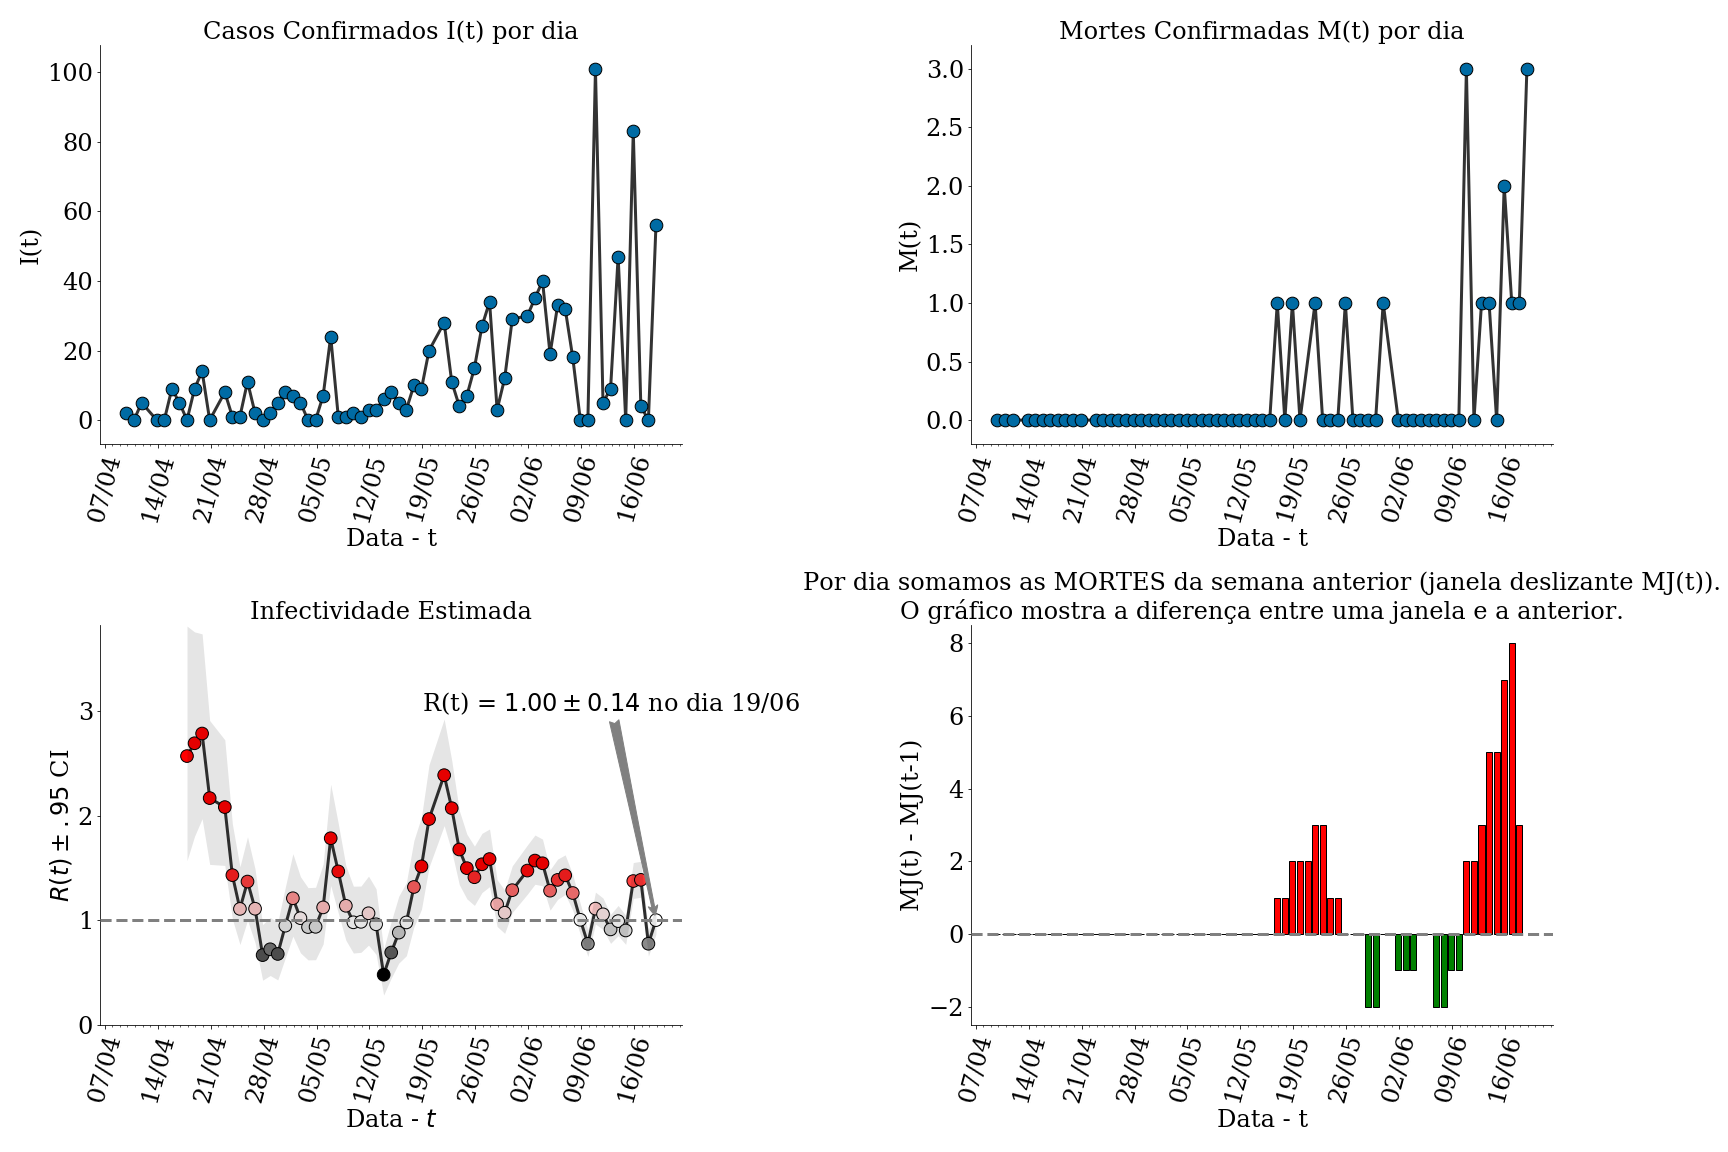 Casos Confirmados I(t) por dia
I(t)
100
80
60
40
20
0
07/04 14/04 21/04 28/04 05/05 12/05 19/05 26/05 02/06 09/06 16/06
Data - t
Mortes Confirmadas M(t) por dia
M(t)
3.0
2.5
2.0
1.5
1.0
0.5
0.0
07/04 14/04 21/04 28/04 05/05 12/05 19/05 26/05 02/06 09/06 16/06
Data - t
Infectividade Estimada
R(t) ± .95 CI
3
2
1
0
R(t) = 1.00 ± 0.14 no dia 19/06
07/04 14/04 21/04 28/04 05/05 12/05 19/05 26/05 02/06 09/06 16/06
Data - t
Por dia somamos as MORTES da semana anterior (janela deslizante MJ(t)).
O gráfico mostra a diferença entre uma janela e a anterior.
MJ(t) - MJ(t-1)
8
6
4
2
0
−2
07/04 14/04 21/04 28/04 05/05 12/05 19/05 26/05 02/06 09/06 16/06
Data - t